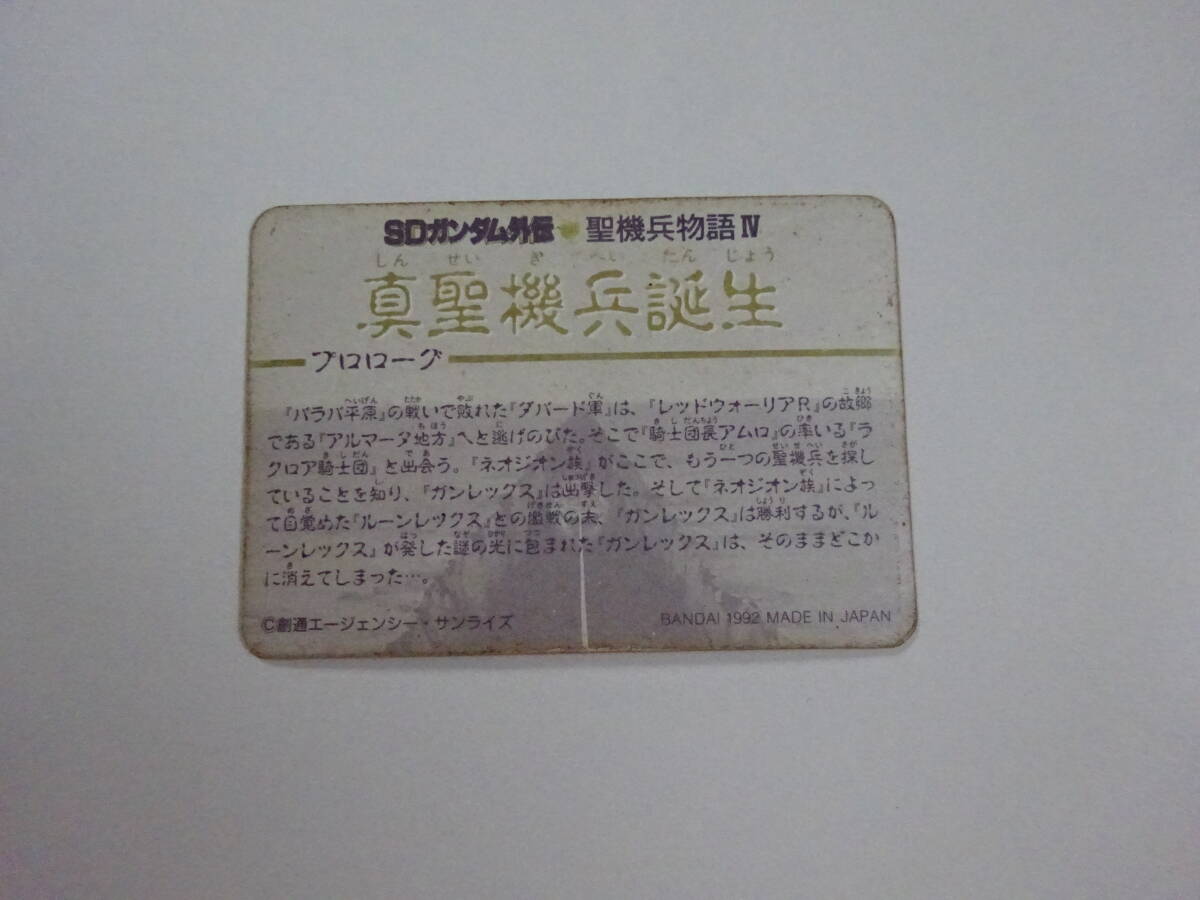 SDガンダム外伝 聖機兵物語Ⅳ
しん せい き へい たん じょう
真聖機兵誕生
プロローグ
『バラバ平原』の戦いで敗れた『ダバード軍』は、『レッドウォーリアR』の故郷
である『アルマータ地方』へと逃げのびた。そこで『騎士団長アムロ』の率いる『ラ
クロア騎士団』と出会う。『ネオジオン族』がここで、もう一つの聖機兵を探し
ていることを知り、『ガンレックス』は出撃した。そして『ネオジオン族』によっ
て目覚めた『ルーンレックス』との激戦の末、『ガンレックス』は勝利するが、『ル
ーンレックス』が発した謎の光に包まれた『ガンレックス』は、そのままどこか
に消えてしまった…。
©創通エージェンシー・サンライズ
BANDAI 1992 MADE IN JAPAN